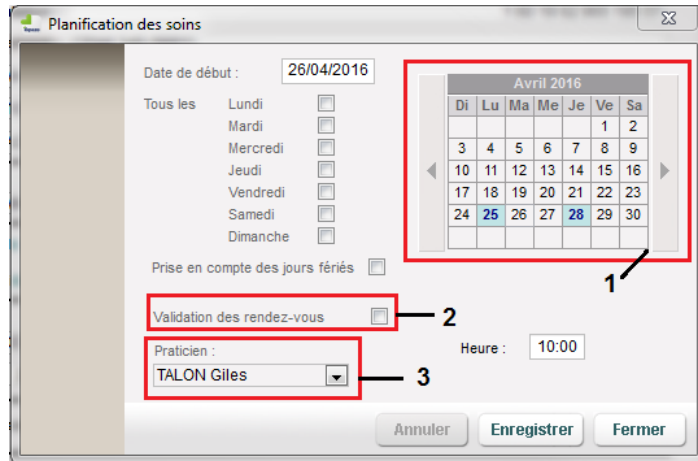 Planification des soins
Date de début : 26/04/2016
Tous les Lundi
Mardi
Mercredi
Jeudi
Vendredi
Samedi
Dimanche
Prise en compte des jours fériés
Validation des rendez-vous
2
Praticien :
TALON Giles
3
Heure : 10:00
Avril 2016
Di Lu Ma Me Je Ve Sa
1 2
3 4 5 6 7 8 9
10 11 12 13 14 15 16
17 18 19 20 21 22 23
24 25 26 27 28 29 30
1
Annuler Enregistrer Fermer